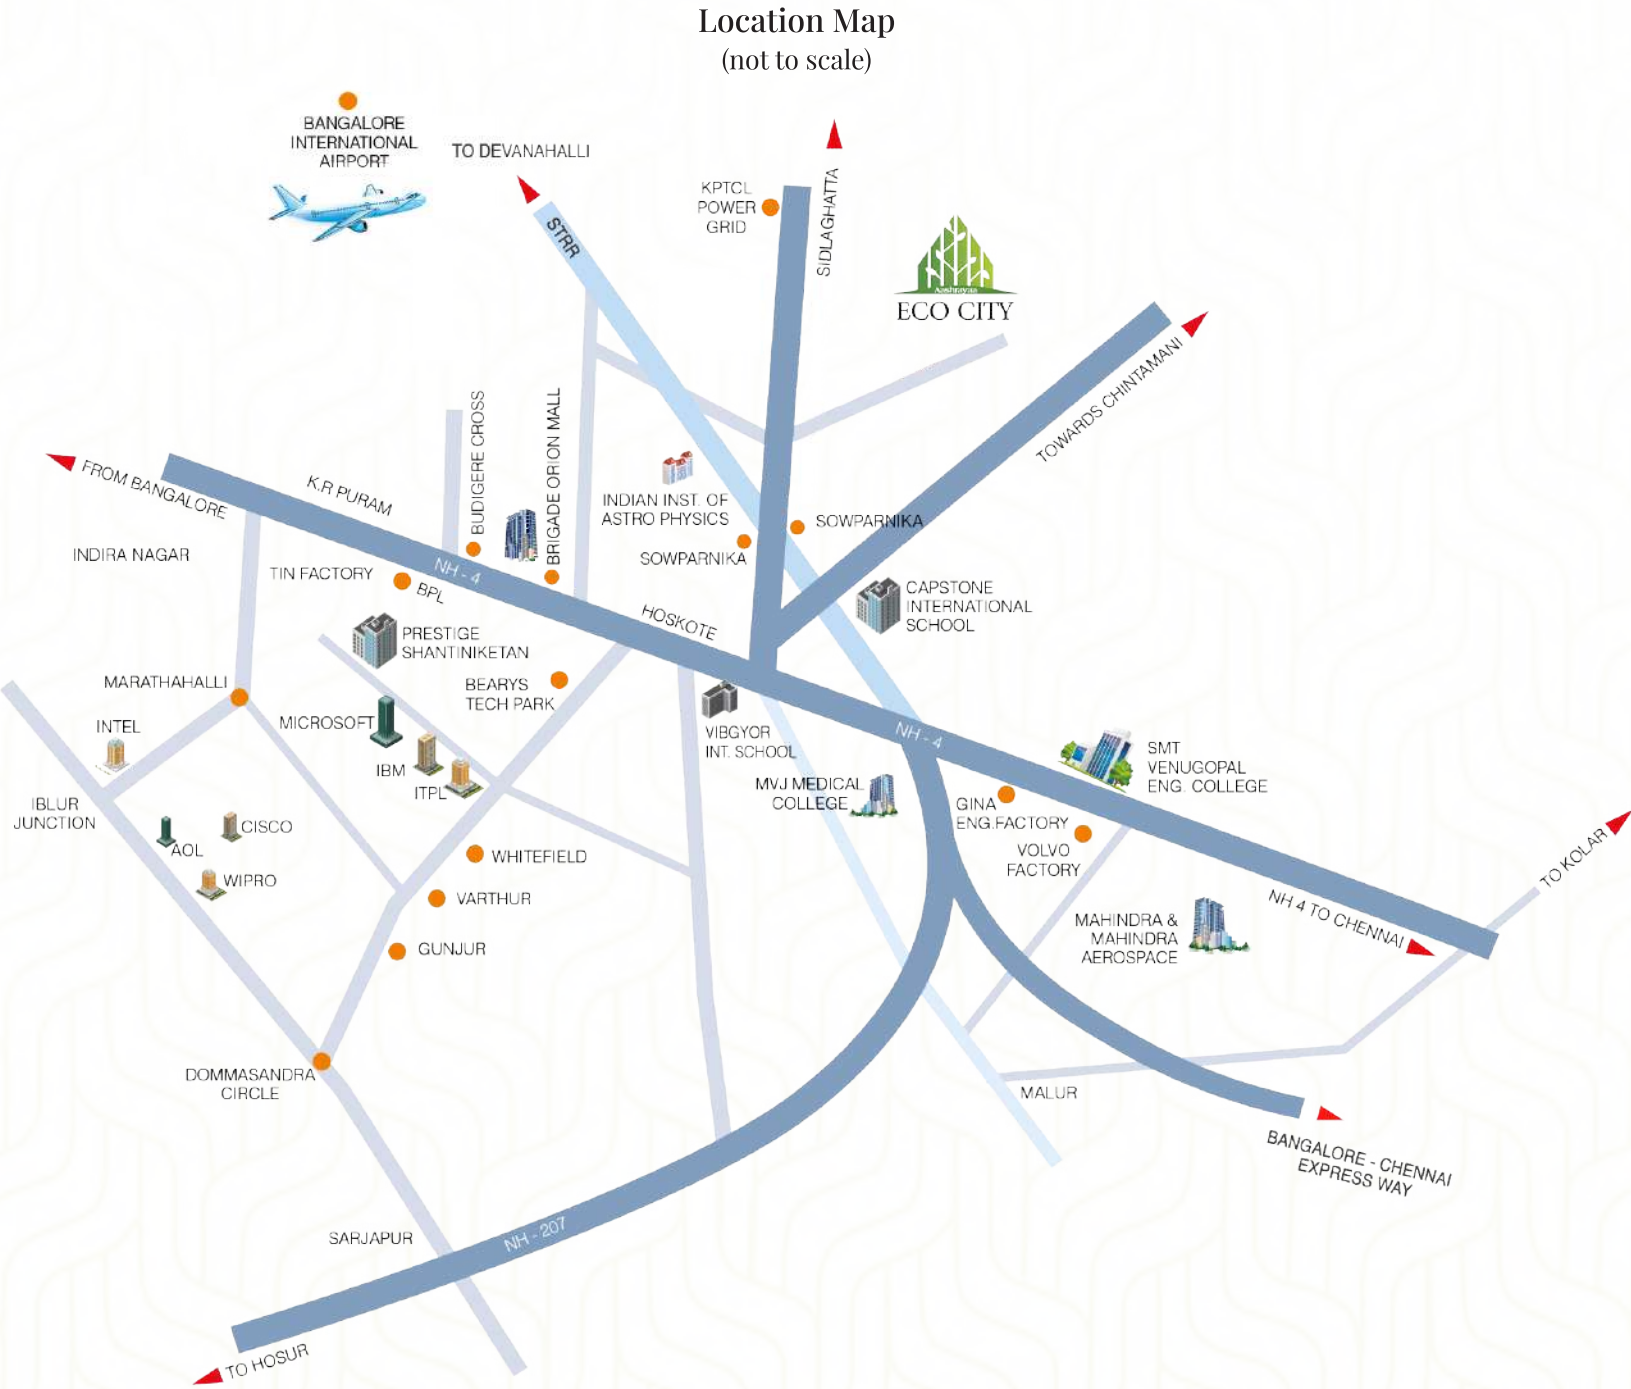 Location Map
(not to scale)
BANGALORE
INTERNATIONAL
AIRPORT
TO DEVANAHALLI
STRR
KPTCL
POWER
GRID
SIDLAGHATTA
Aashrayaa
ECO CITY
TOWARDS CHINTAMANI
FROM BANGALORE
K.R PURAM
BUDIGERE CROSS
BRIGADE ORION MALL
INDIAN INST. OF
ASTRO PHYSICS
SOWPARNIKA
SOWPARNIKA
INDIRA NAGAR
TIN FACTORY
BPL
NH - 4
HOSKOTE
CAPSTONE
INTERNATIONAL
SCHOOL
PRESTIGE
SHANTINIKETAN
MARATHAHALLI
BEARYS
TECH PARK
INTEL
MICROSOFT
IBM
ITPL
VIBGYOR
INT. SCHOOL
NH - 4
SMT
VENUGOPAL
ENG. COLLEGE
MVJ MEDICAL
COLLEGE
GINA
ENG.FACTORY
VOLVO
FACTORY
IBLUR
JUNCTION
AOL
CISCO
WIPRO
WHITEFIELD
VARTHUR
GUNJUR
TO KOLAR
NH 4 TO CHENNAI
MAHINDRA &
MAHINDRA
AEROSPACE
DOMMASANDRA
CIRCLE
MALUR
BANGALORE - CHENNAI
EXPRESS WAY
SARJAPUR
NH - 207
TO HOSUR